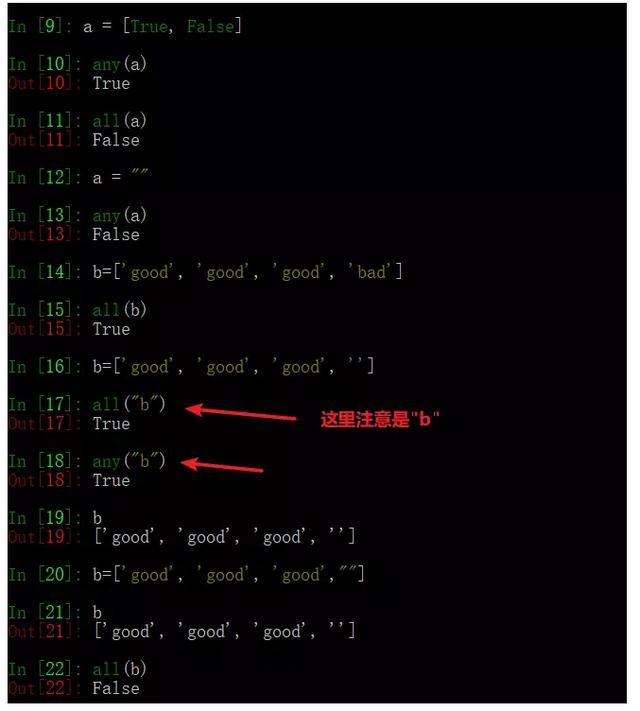 In [9]: a = [True, False]
In [10]: any(a)
Out[10]: True
In [11]: all(a)
Out[11]: False
In [12]: a = ""
In [13]: any(a)
Out[13]: False
In [14]: b=['good', 'good', 'good', 'bad']
In [15]: all(b)
Out[15]: True
In [16]: b=['good', 'good', 'good', '']
In [17]: all("b")
Out[17]: True
这里注意是"b"
In [18]: any("b")
Out[18]: True
In [19]: b
Out[19]: ['good', 'good', 'good', '']
In [20]: b=['good', 'good', 'good',""]
In [21]: b
Out[21]: ['good', 'good', 'good', '']
In [22]: all(b)
Out[22]: False